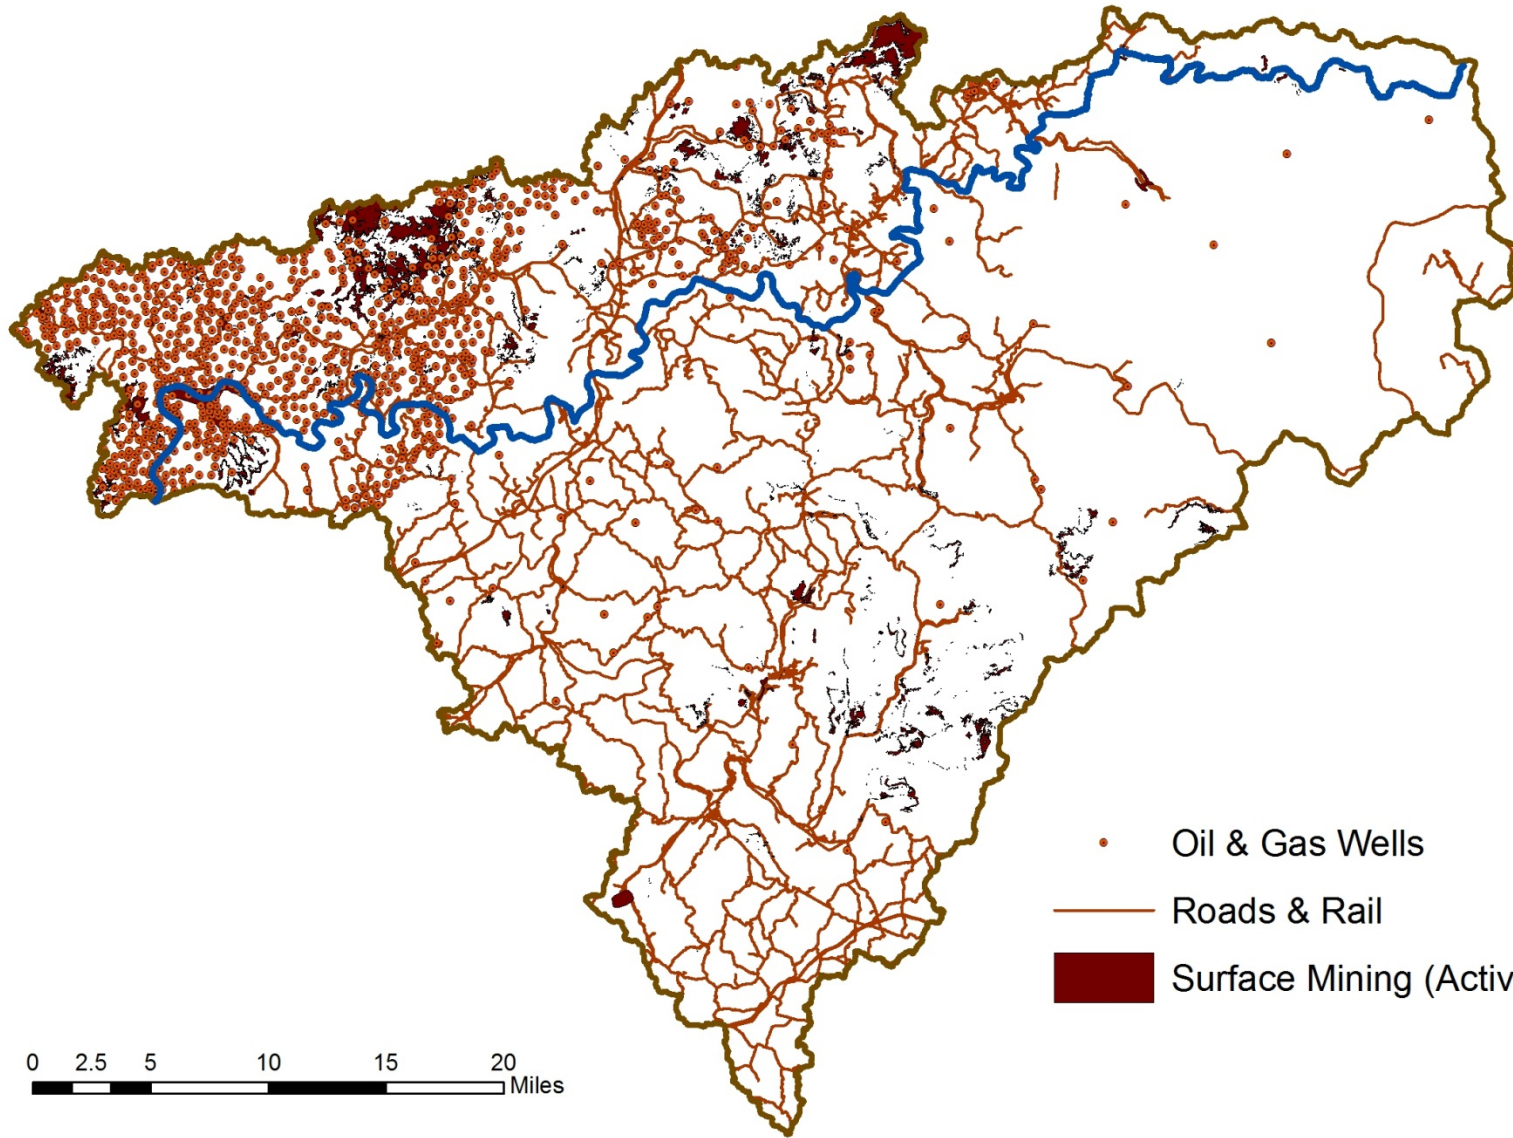 Oil & Gas Wells
Roads & Rail
Surface Mining (Activ
0 2.5 5 10 15 20
Miles